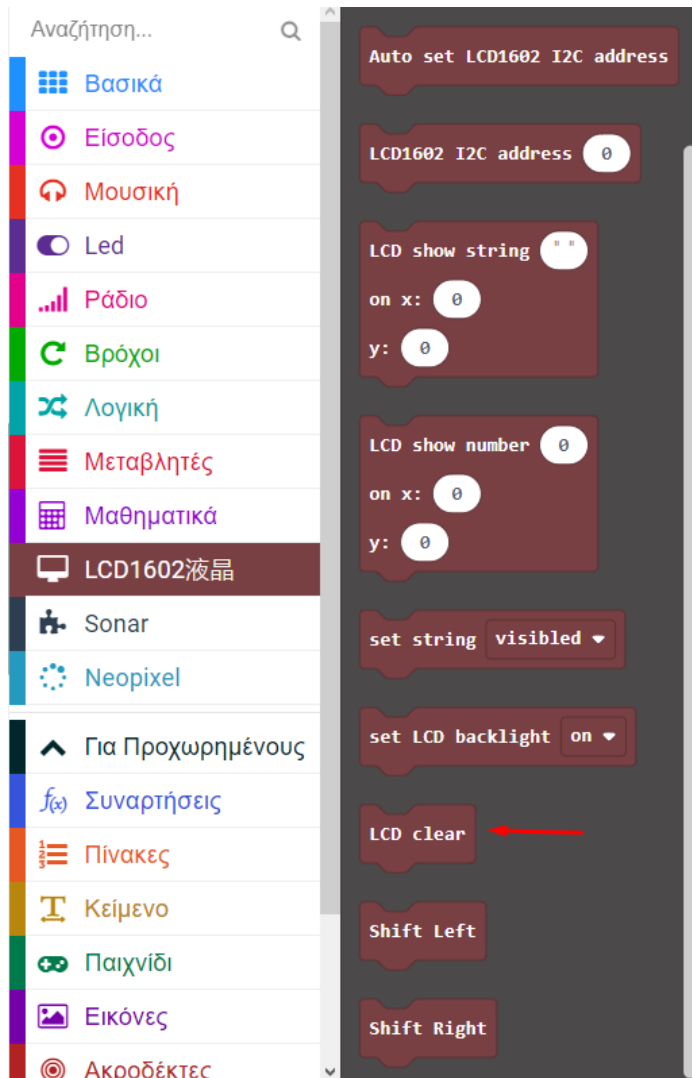 Αναζήτηση...
Βασικά
Είσοδος
Μουσική
Led
Ράδιο
Βρόχοι
Λογική
Μεταβλητές
Μαθηματικά
LCD1602液晶
Sonar
Neopixel
Για Προχωρημένους
f(x) Συναρτήσεις
Πίνακες
Κείμενο
Παιχνίδι
Εικόνες
Ακροδέκτες
Auto set LCD1602 I2C address
LCD1602 I2C address 0
LCD show string " "
on x: 0
y: 0
LCD show number 0
on x: 0
y: 0
set string visibled
set LCD backlight on
LCD clear
Shift Left
Shift Right